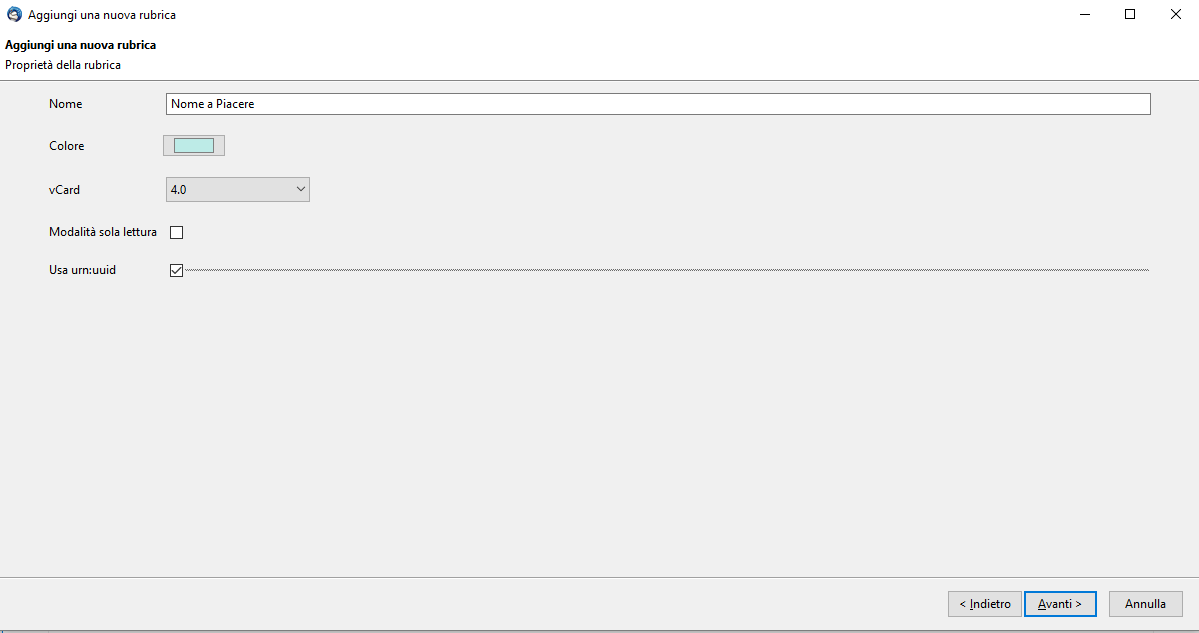 Aggiungi una nuova rubrica
Aggiungi una nuova rubrica
Proprietà della rubrica
Nome Nome a Piacere
Colore
vCard 4.0
Modalità sola lettura
Usa urn:uuid
< Indietro Avanti > Annulla